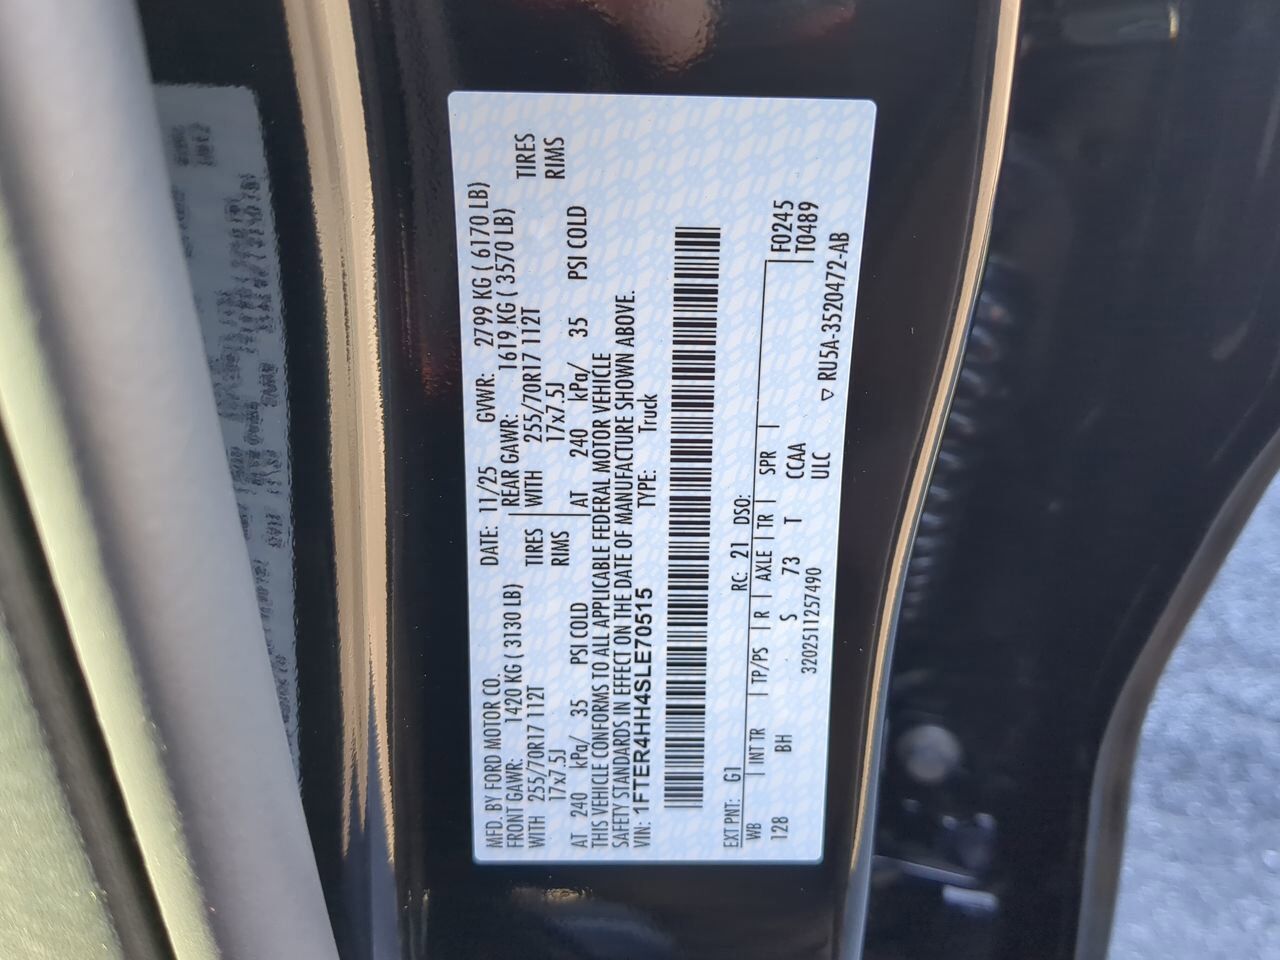 MFD. BY FORD MOTOR CO. DATE: 11/25 GVWR: 2799 KG ( 6170 LB)
FRONT GAWR: 1420 KG ( 3130 LB) REAR GAWR: 1619 KG ( 3570 LB)
WITH 255/70R17 112T TIRES WITH 255/70R17 112T TIRES
17x7.5J RIMS 17x7.5J RIMS
AT 240 kPa/ 35 PSI COLD AT 240 kPa/ 35 PSI COLD
THIS VEHICLE CONFORMS TO ALL APPLICABLE FEDERAL MOTOR VEHICLE
SAFETY STANDARDS IN EFFECT ON THE DATE OF MANUFACTURE SHOWN ABOVE.
VIN: 1FTER4HH4SLE70515 TYPE: Truck
EXT PNT: G1 RC: 21 DSO:
WB INT TR TP/PS R AXLE TR SPR F0245
128 BH S 73 T CCAA T0489
3202511257490 ULC
▽ RU5A-3520472-AB